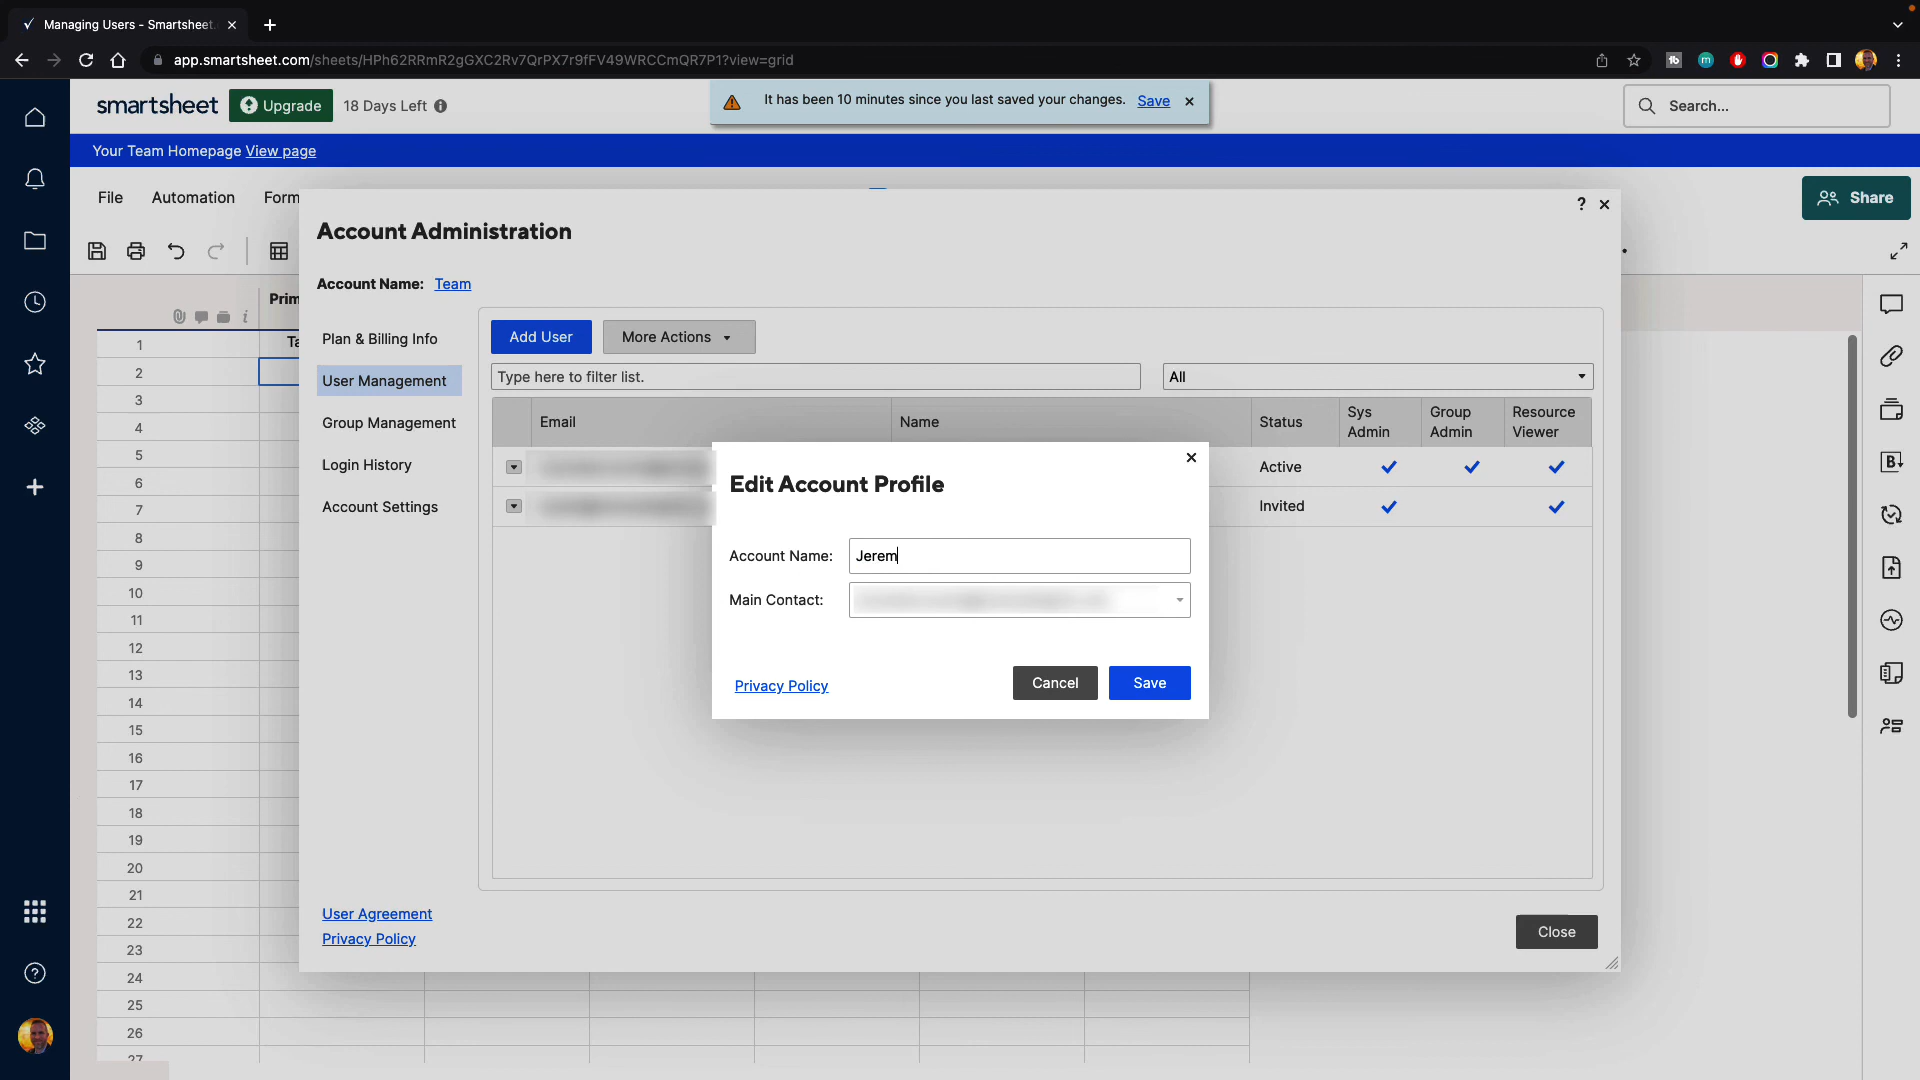 Managing Users - Smartsheet.
app.smartsheet.com/sheets/HPh62RRmR2gGXC2Rv7QrPX7r9fFV49WRCCmQR7P1?view=grid
smartsheet
Upgrade
18 Days Left
It has been 10 minutes since you last saved your changes. Save
Search...
Your Team Homepage View page
File
Automation
Form
Share
Account Administration
Account Name: Team
Plan & Billing Info
User Management
Group Management
Login History
Account Settings
Add User
More Actions
Type here to filter list.
All
Email
Name
Status
Sys Admin
Group Admin
Resource Viewer
Active
Invited
Edit Account Profile
Account Name: Jerem
Main Contact:
Privacy Policy
Cancel
Save
User Agreement
Privacy Policy
Close
Prim
1
Ta
2
3
4
5
6
7
8
9
10
11
12
13
14
15
16
17
18
19
20
21
22
23
24
25
26
27